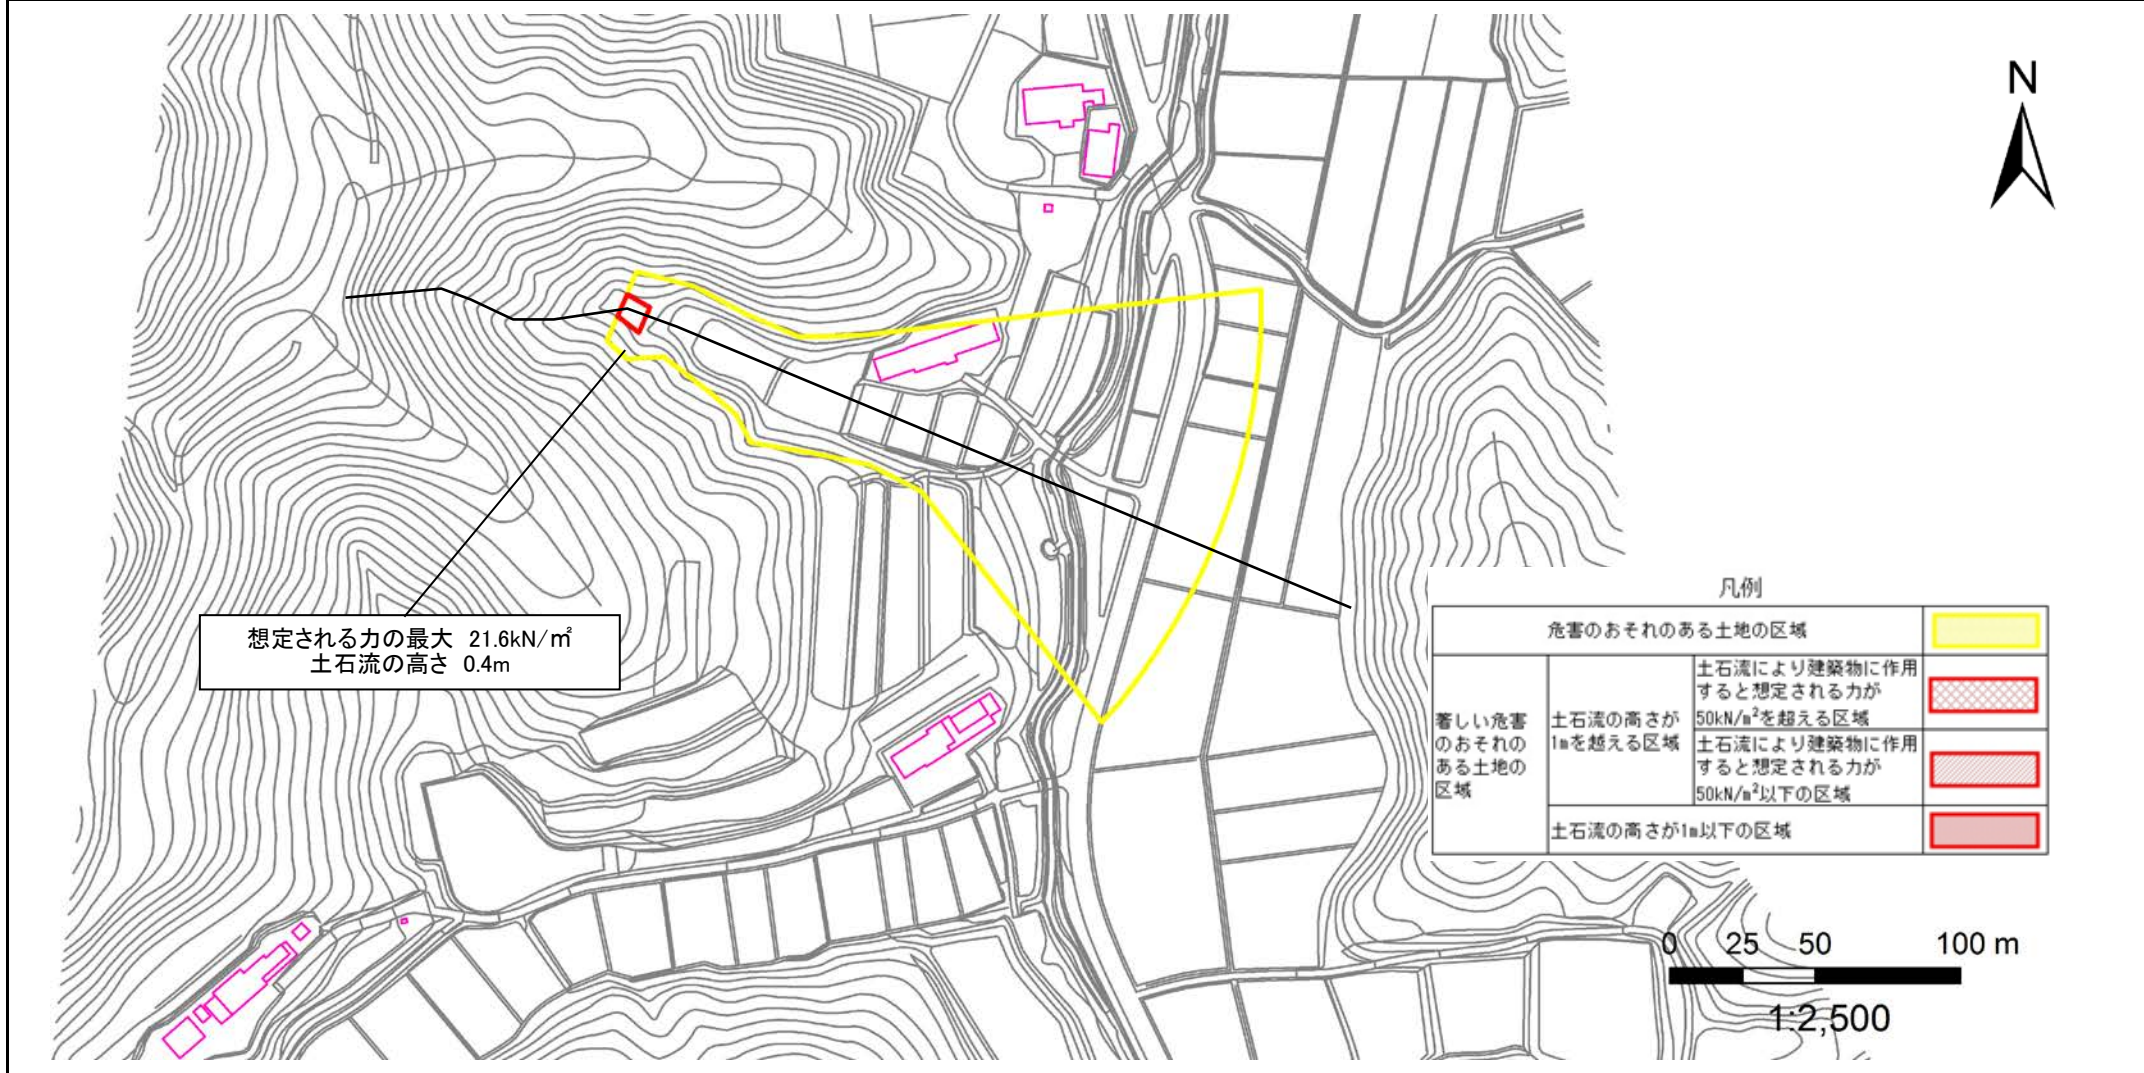 N
想定される力の最大 21.6kN/㎡
土石流の高さ 0.4m
凡例
危害のおそれのある土地の区域
著しい危害
のおそれの
ある土地の
区域
土石流の高さが
1mを越える区域
土石流により建築物に作用
すると想定される力が
50kN/m²を超える区域
土石流により建築物に作用
すると想定される力が
50kN/m²以下の区域
土石流の高さが1m以下の区域
0 25 50 100 m
1:2,500